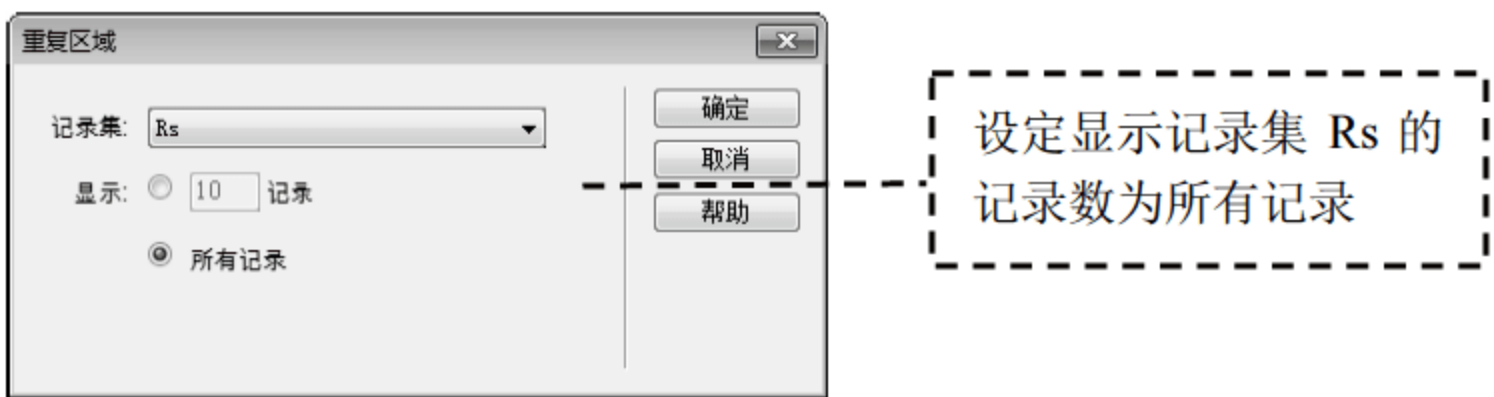 重复区域
记录集: Rs
显示: 10 记录
所有记录
确定
取消
帮助
设定显示记录集 Rs 的
记录数为所有记录